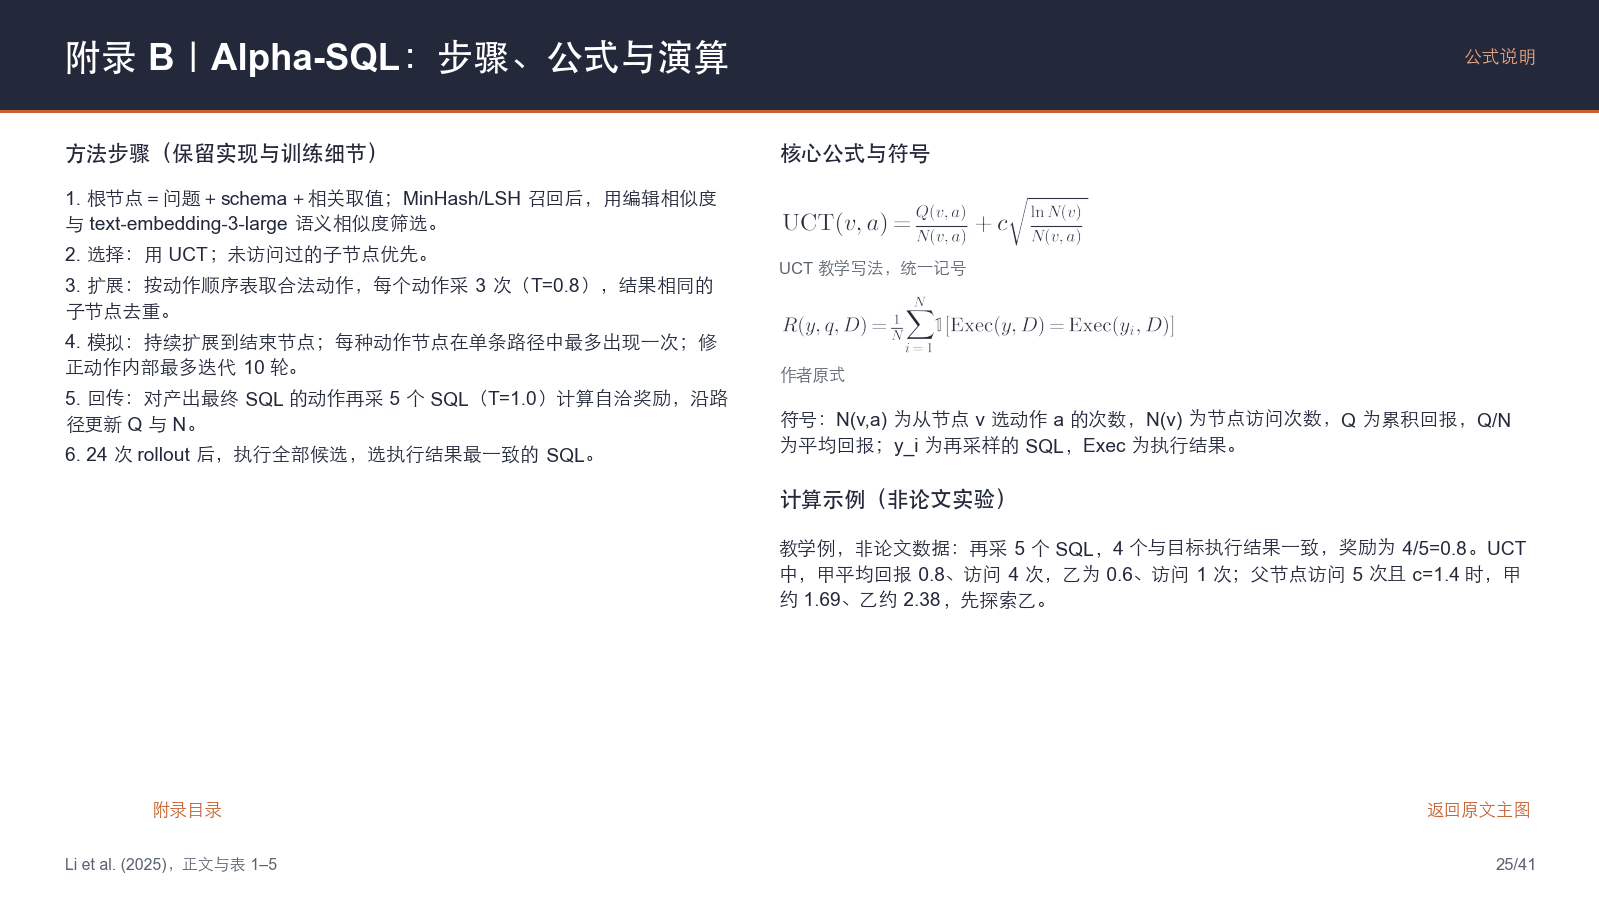 附录 B｜Alpha-SQL：步骤、公式与演算
公式说明
方法步骤（保留实现与训练细节）
1. 根节点＝问题＋schema＋相关取值；MinHash/LSH 召回后，用编辑相似度
与 text-embedding-3-large 语义相似度筛选。
2. 选择：用 UCT；未访问过的子节点优先。
3. 扩展：按动作顺序表取合法动作，每个动作采 3 次（T=0.8），结果相同的
子节点去重。
4. 模拟：持续扩展到结束节点；每种动作节点在单条路径中最多出现一次；修
正动作内部最多迭代 10 轮。
5. 回传：对产出最终 SQL 的动作再采 5 个 SQL（T=1.0）计算自洽奖励，沿路
径更新 Q 与 N。
6. 24 次 rollout 后，执行全部候选，选执行结果最一致的 SQL。
核心公式与符号
UCT(v, a) = Q(v,a)/N(v,a) + c√(ln N(v)/N(v,a))
UCT 教学写法，统一记号
R(y, q, D) = 1/N ∑_{i=1}^{N} 𝟙[Exec(y, D) = Exec(y_i, D)]
作者原式
符号：N(v,a) 为从节点 v 选动作 a 的次数，N(v) 为节点访问次数，Q 为累积回报，Q/N
为平均回报；y_i 为再采样的 SQL，Exec 为执行结果。
计算示例（非论文实验）
教学例，非论文数据：再采 5 个 SQL，4 个与目标执行结果一致，奖励为 4/5=0.8。UCT
中，甲平均回报 0.8、访问 4 次，乙为 0.6、访问 1 次；父节点访问 5 次且 c=1.4 时，甲
约 1.69、乙约 2.38，先探索乙。
附录目录
返回原文主图
Li et al. (2025)，正文与表 1–5
25/41